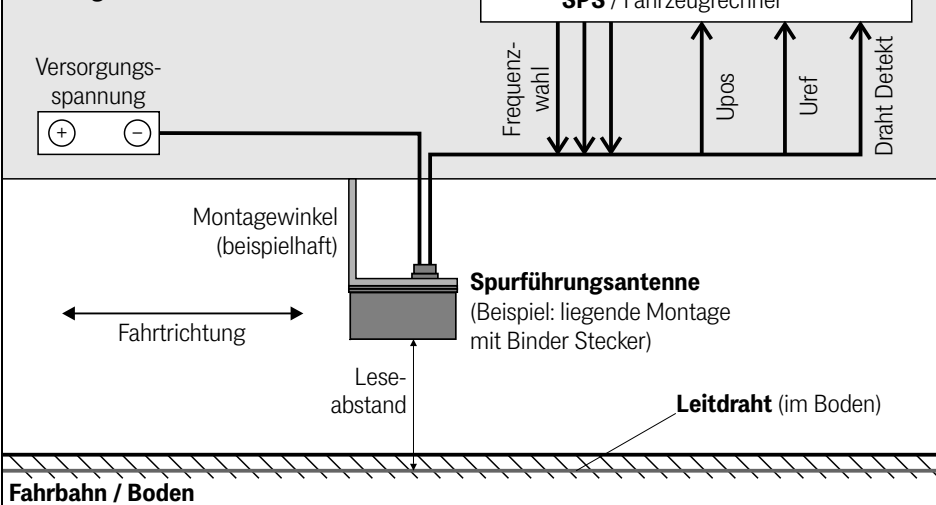 SPS / Fahrzeugrechner
Versorgungs-
spannung
+ −
Frequenz-
wahl
Upos
Uref
Draht Detekt
Montagewinkel
(beispielhaft)
Spurführungsantenne
(Beispiel: liegende Montage
mit Binder Stecker)
Fahrtrichtung
Lese-
abstand
Leitdraht (im Boden)
Fahrbahn / Boden